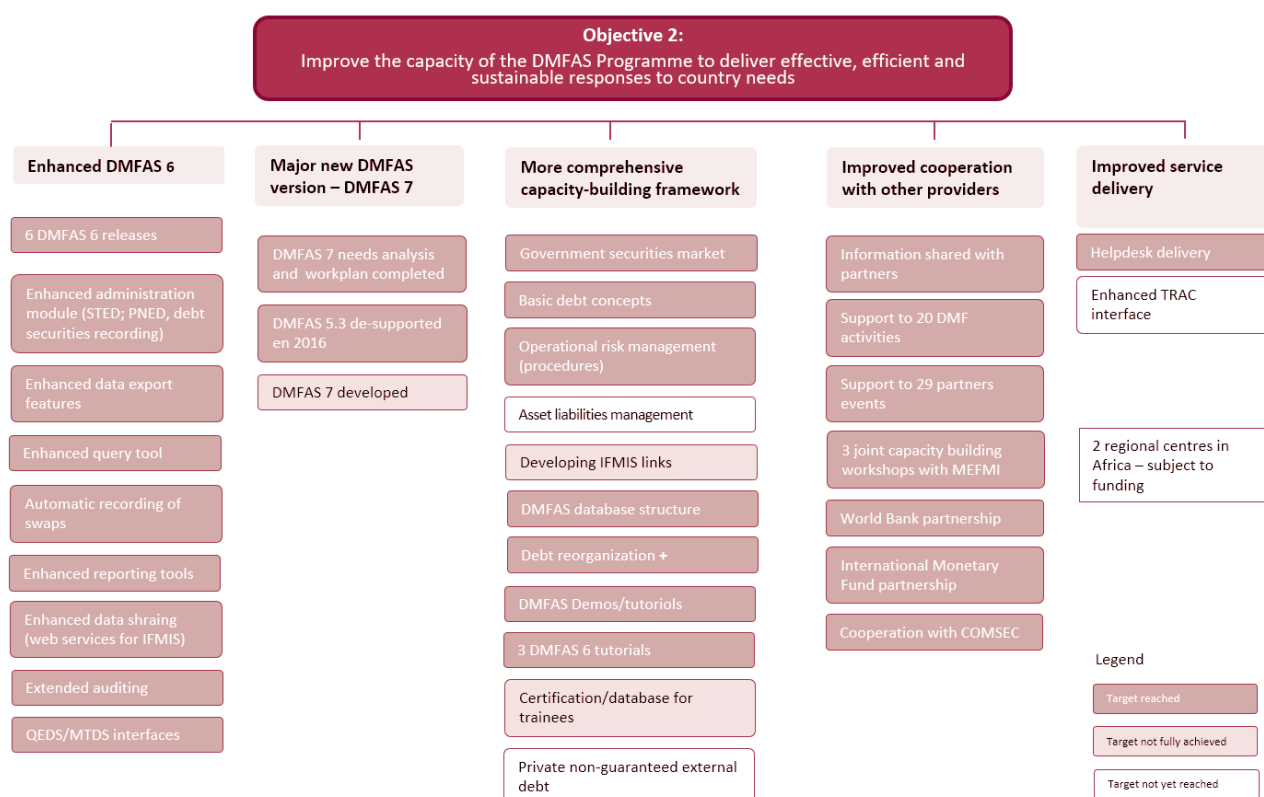 Objective 2:
Improve the capacity of the DMFAS Programme to deliver effective, efficient and
sustainable responses to country needs
Enhanced DMFAS 6
6 DMFAS 6 releases
Enhanced administration
module (STED; PNED, debt
securities recording)
Enhanced data export
features
Enhanced query tool
Automatic recording of
swaps
Enhanced reporting tools
Enhanced data shraing
(web services for IFMIS)
Extended auditing
QEDS/MTDS interfaces
Major new DMFAS
version – DMFAS 7
DMFAS 7 needs analysis
and workplan completed
DMFAS 5.3 de-supported
en 2016
DMFAS 7 developed
More comprehensive
capacity-building framework
Government securities market
Basic debt concepts
Operational risk management
(procedures)
Asset liabilities management
Developing IFMIS links
DMFAS database structure
Debt reorganization +
DMFAS Demos/tutoriols
3 DMFAS 6 tutorials
Certification/database for
trainees
Private non-guaranteed external
debt
Improved cooperation
with other providers
Information shared with
partners
Support to 20 DMF
activities
Support to 29 partners
events
3 joint capacity building
workshops with MEFMI
World Bank partnership
International Monetary
Fund partnership
Cooperation with COMSEC
Improved service
delivery
Helpdesk delivery
Enhanced TRAC
interface
2 regional centres in
Africa – subject to
funding
Legend
Target reached
Target not fully achieved
Target not yet reached